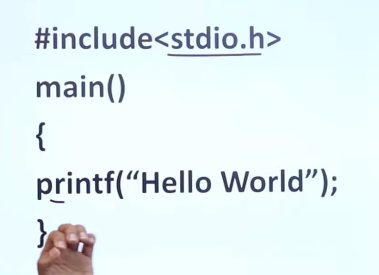 #include<stdio.h>
main()
{
printf(“Hello World”);
}